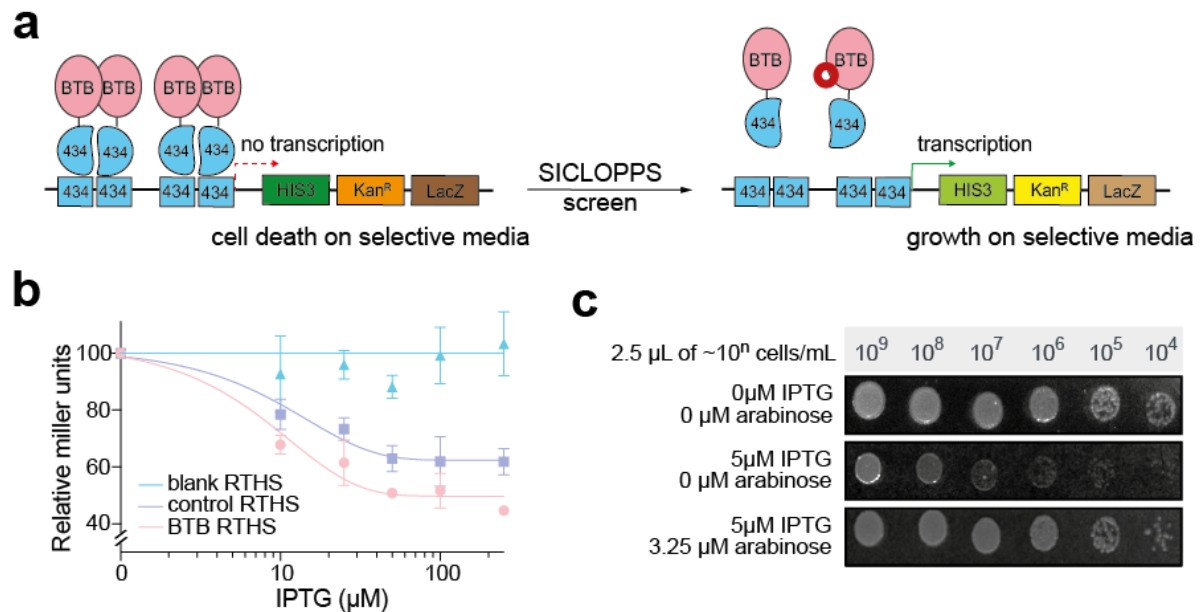 a
BTB BTB BTB BTB
434 434 434 434
no transcription
434 434 434 434 HIS3 Kanᴿ LacZ
cell death on selective media
SICLOPPS
screen
BTB BTB
434 434
transcription
434 434 434 434 HIS3 Kanᴿ LacZ
growth on selective media
b
Relative miller units
100
80
60
40
blank RTHS
control RTHS
BTB RTHS
0 10 100
IPTG (µM)
c
2.5 µL of ~10ⁿ cells/mL 10⁹ 10⁸ 10⁷ 10⁶ 10⁵ 10⁴
0µM IPTG
0 µM arabinose
5µM IPTG
0 µM arabinose
5µM IPTG
3.25 µM arabinose